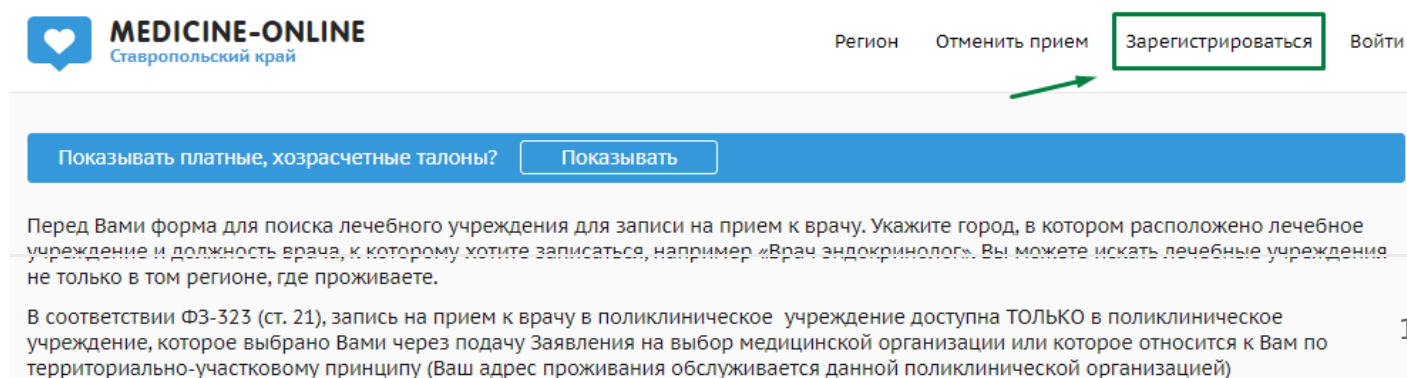 MEDICINE-ONLINE
Ставропольский край
Регион Отменить прием Зарегистрироваться Войти
Показывать платные, хозрасчетные талоны? Показывать
Перед Вами форма для поиска лечебного учреждения для записи на прием к врачу. Укажите город, в котором расположено лечебное
учреждение и должность врача, к которому хотите записаться, например «Врач эндокринолог». Вы можете искать лечебные учреждения
не только в том регионе, где проживаете.
В соответствии ФЗ-323 (ст. 21), запись на прием к врачу в поликлиническое учреждение доступна ТОЛЬКО в поликлиническое
учреждение, которое выбрано Вами через подачу Заявления на выбор медицинской организации или которое относится к Вам по
территориально-участковому принципу (Ваш адрес проживания обслуживается данной поликлинической организацией)